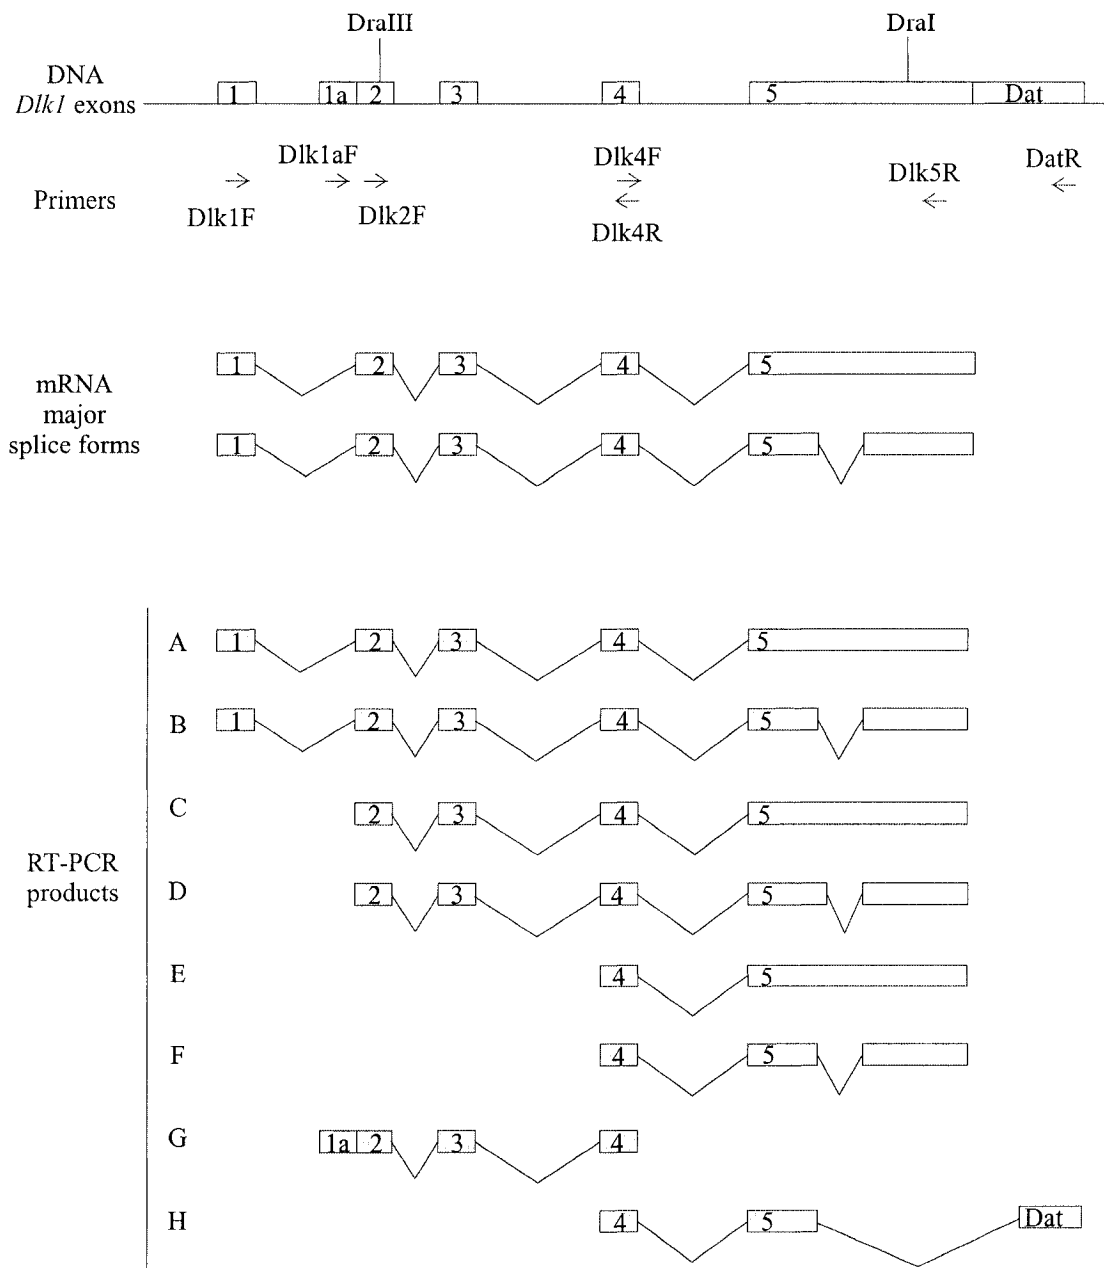 DraIII
DraI
DNA
Dlk1 exons
1
1a
2
3
4
5
Dat
Primers
Dlk1F
Dlk1aF
Dlk2F
Dlk4F
Dlk4R
Dlk5R
DatR
mRNA
major
splice forms
1
2
3
4
5
1
2
3
4
5
RT-PCR
products
A
1
2
3
4
5
B
1
2
3
4
5
C
2
3
4
5
D
2
3
4
5
E
4
5
F
4
5
G
1a
2
3
4
H
4
5
Dat